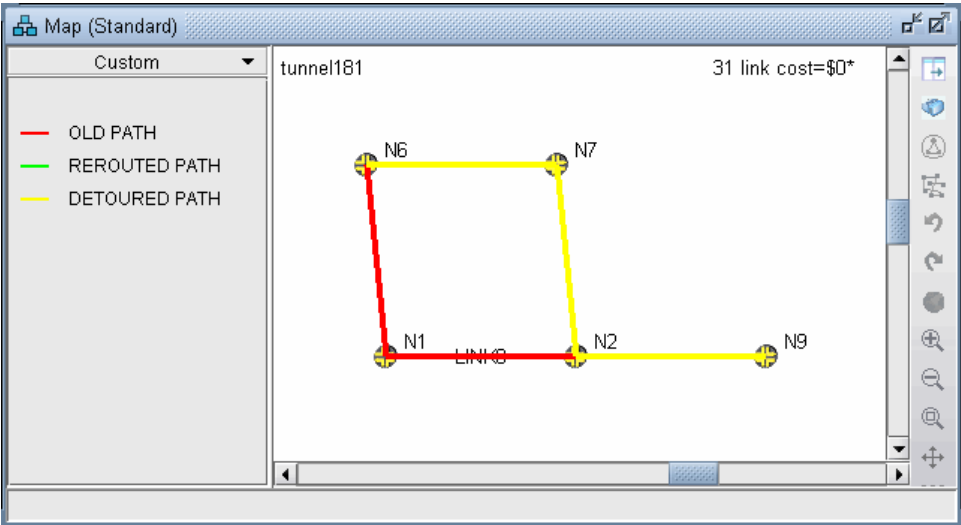 Map (Standard)
Custom
tunnel181
31 link cost=$0*
OLD PATH
REROUTED PATH
DETOURED PATH
N6
N7
N1
N2
N9